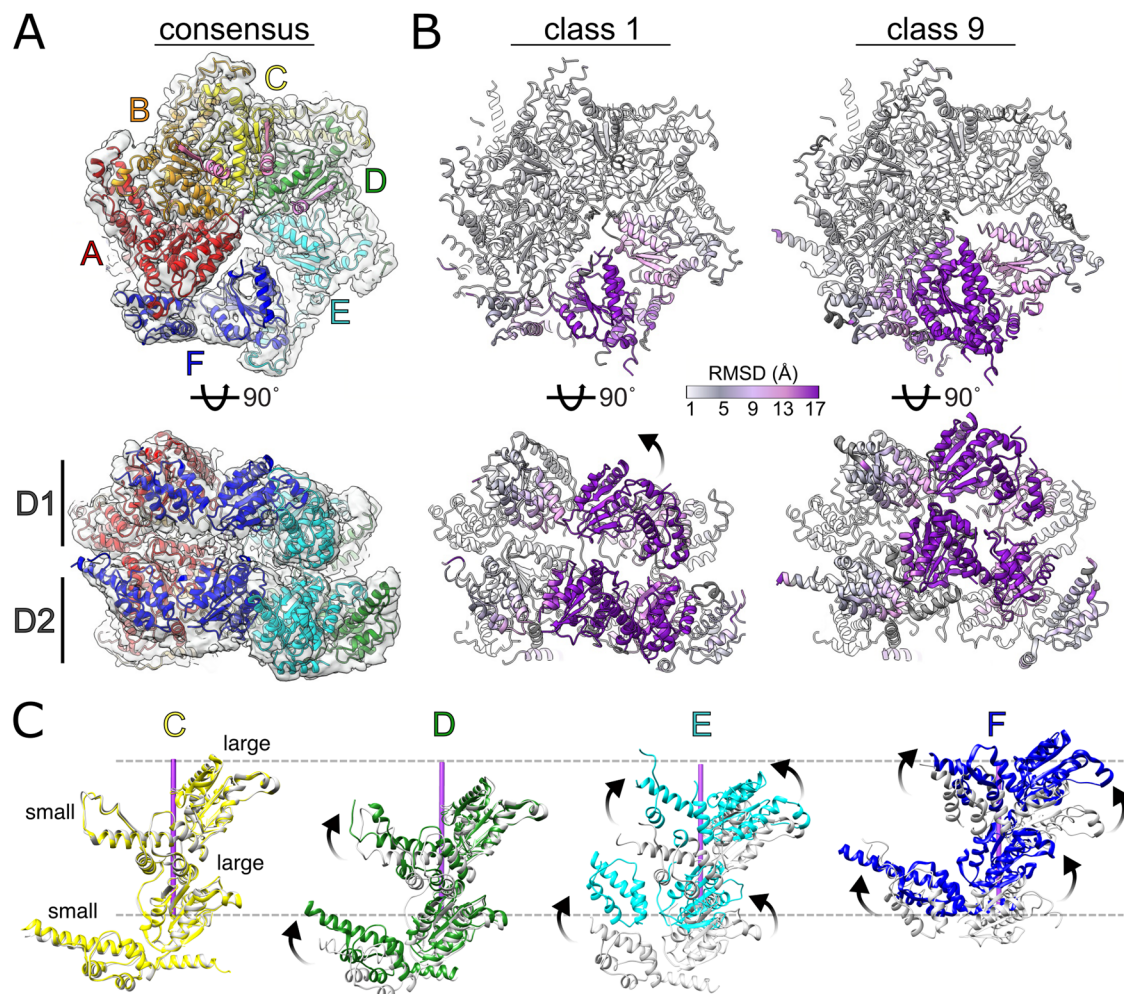 A
consensus
B
class 1
class 9
C
B
D
A
E
F
90°
90°
RMSD (Å)
1 5 9 13 17
90°
D1
D2
C
C
D
E
F
large
small
large
small